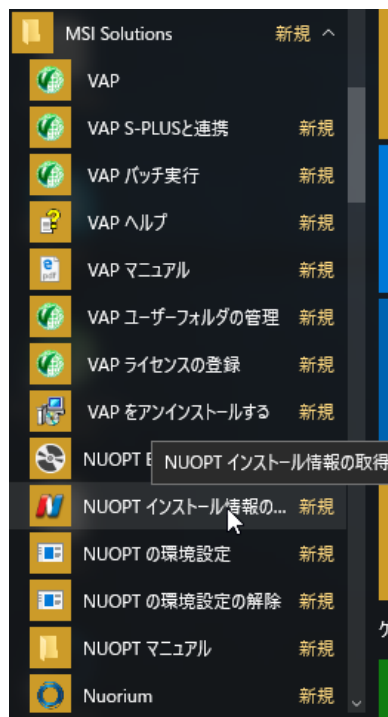 MSI Solutions 新規
VAP
VAP S-PLUSと連携 新規
VAP バッチ実行 新規
VAP ヘルプ 新規
VAP マニュアル 新規
VAP ユーザーフォルダの管理 新規
VAP ライセンスの登録 新規
VAP をアンインストールする 新規
NUOPT
NUOPT インストール情報の取得
NUOPT インストール情報の... 新規
NUOPT の環境設定 新規
NUOPT の環境設定の解除 新規
NUOPT マニュアル 新規
Nuorium 新規